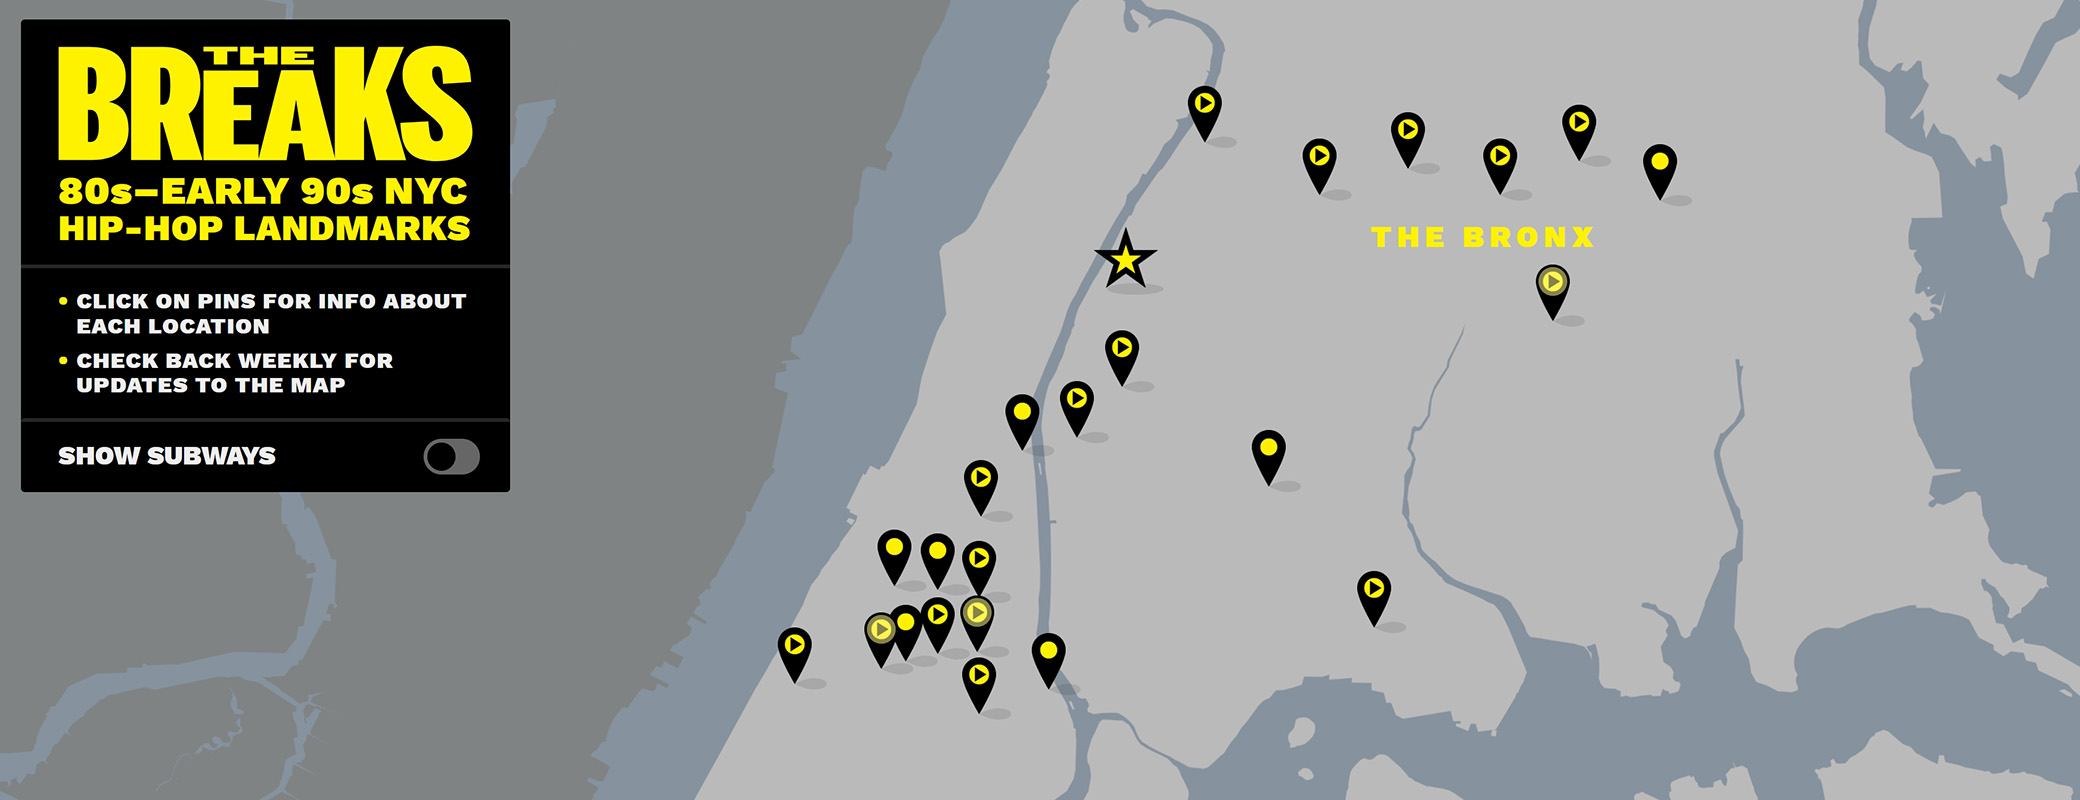 THE
BREAKS
80s–EARLY 90s NYC
HIP-HOP LANDMARKS
• CLICK ON PINS FOR INFO ABOUT
EACH LOCATION
• CHECK BACK WEEKLY FOR
UPDATES TO THE MAP
SHOW SUBWAYS
THE BRONX